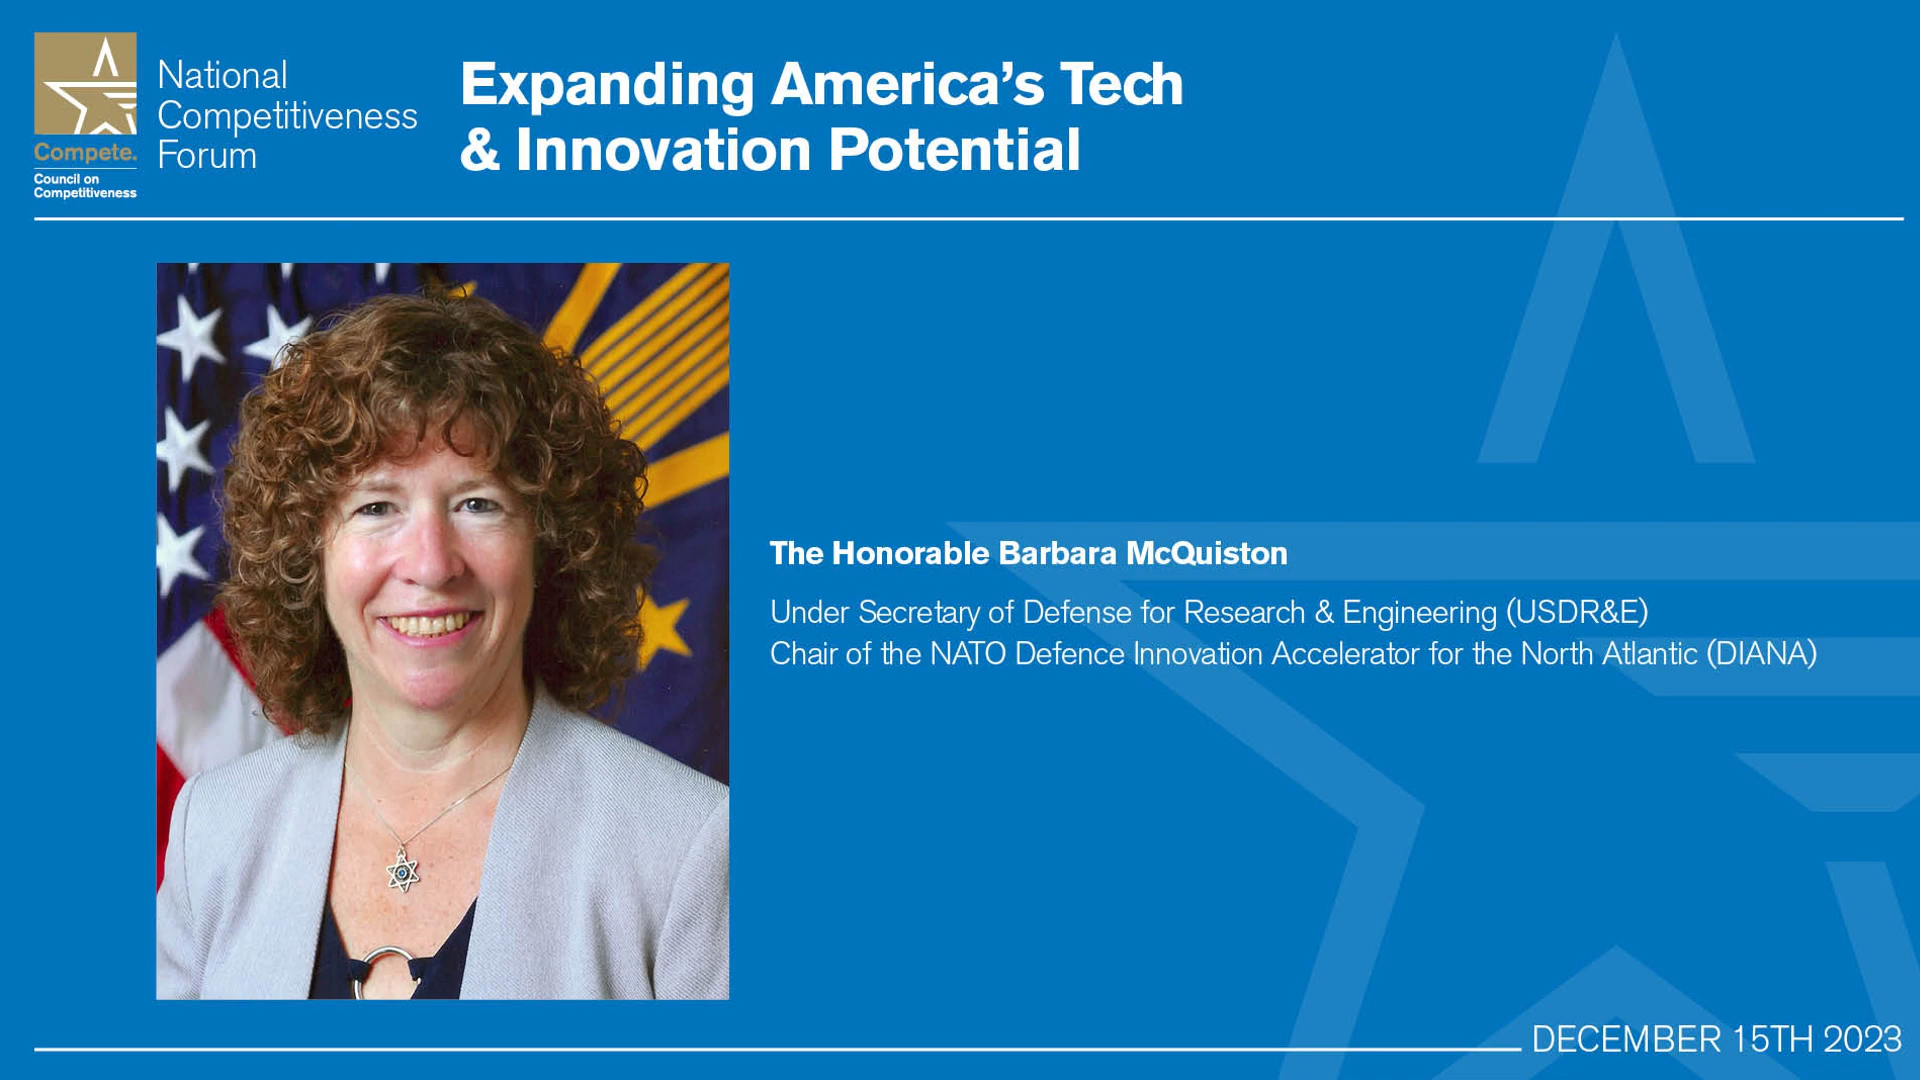 National
Competitiveness
Forum
Compete.
Council on
Competitiveness
Expanding America’s Tech
& Innovation Potential
The Honorable Barbara McQuiston
Under Secretary of Defense for Research & Engineering (USDR&E)
Chair of the NATO Defence Innovation Accelerator for the North Atlantic (DIANA)
DECEMBER 15TH 2023